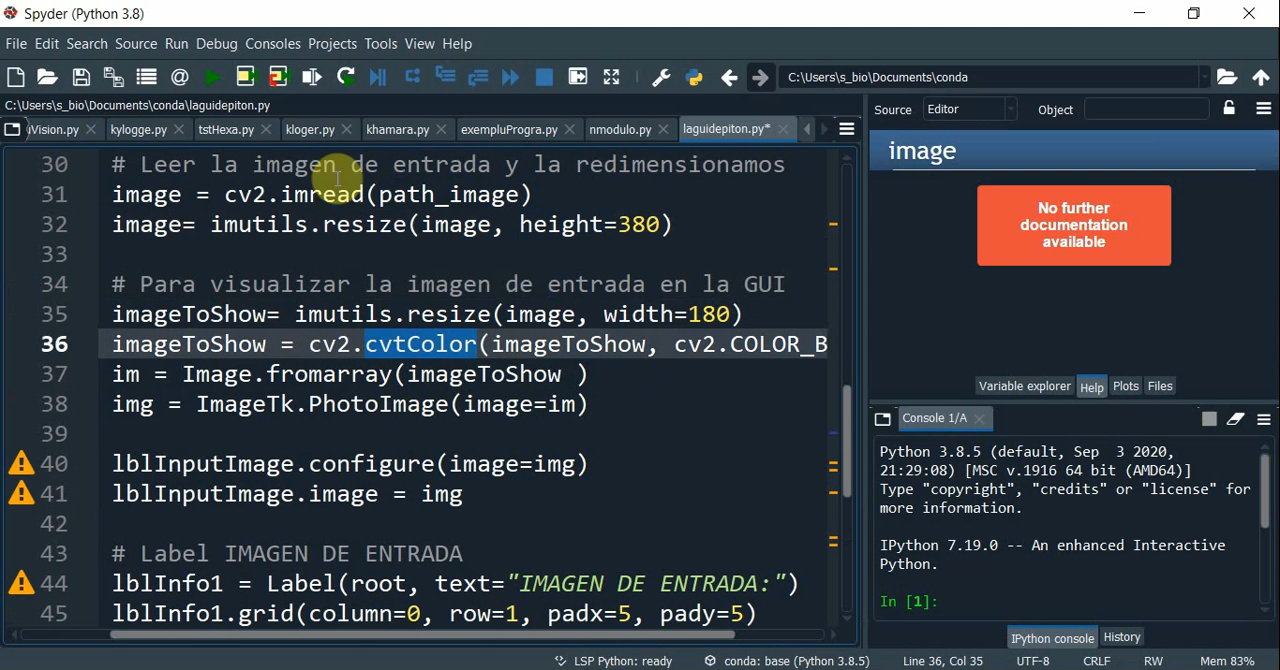 Spyder (Python 3.8)
File Edit Search Source Run Debug Consoles Projects Tools View Help
C:\Users\s_bio\Documents\conda
C:\Users\s_bio\Documents\conda\laguidepiton.py
Source Editor Object
ıVision.py kylogge.py tstHexa.py kloger.py khamara.py exempluProgra.py nmodulo.py laguidepiton.py*
image
No further
documentation
available
30 # Leer la imagen de entrada y la redimensionamos
31 image = cv2.imread(path_image)
32 image= imutils.resize(image, height=380)
33
34 # Para visualizar la imagen de entrada en la GUI
35 imageToShow= imutils.resize(image, width=180)
36 imageToShow = cv2.cvtColor(imageToShow, cv2.COLOR_B
37 im = Image.fromarray(imageToShow )
38 img = ImageTk.PhotoImage(image=im)
39
40 lblInputImage.configure(image=img)
41 lblInputImage.image = img
42
43 # Label IMAGEN DE ENTRADA
44 lblInfo1 = Label(root, text="IMAGEN DE ENTRADA:")
45 lblInfo1.grid(column=0, row=1, padx=5, pady=5)
Variable explorer Help Plots Files
Console 1/A
Python 3.8.5 (default, Sep 3 2020,
21:29:08) [MSC v.1916 64 bit (AMD64)]
Type "copyright", "credits" or "license" for
more information.
IPython 7.19.0 -- An enhanced Interactive
Python.
In [1]:
IPython console History
LSP Python: ready conda: base (Python 3.8.5) Line 36, Col 35 UTF-8 CRLF RW Mem 83%